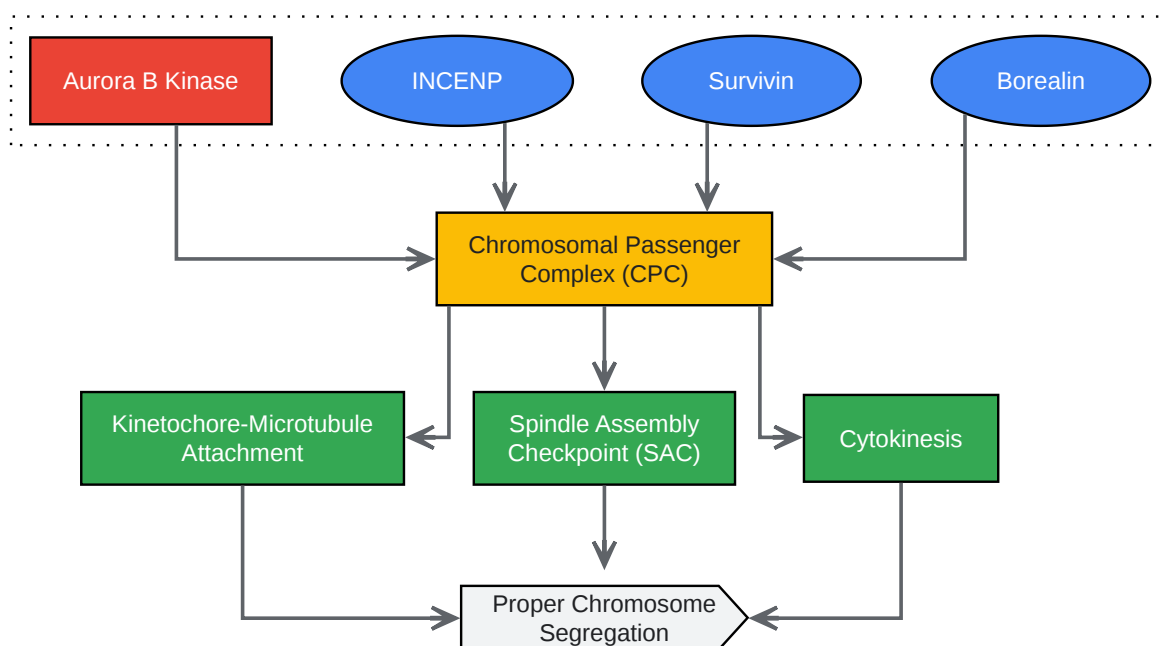 Aurora B Kinase
INCENP
Survivin
Borealin
Chromosomal Passenger
Complex (CPC)
Kinetochore-Microtubule
Attachment
Spindle Assembly
Checkpoint (SAC)
Cytokinesis
Proper Chromosome
Segregation